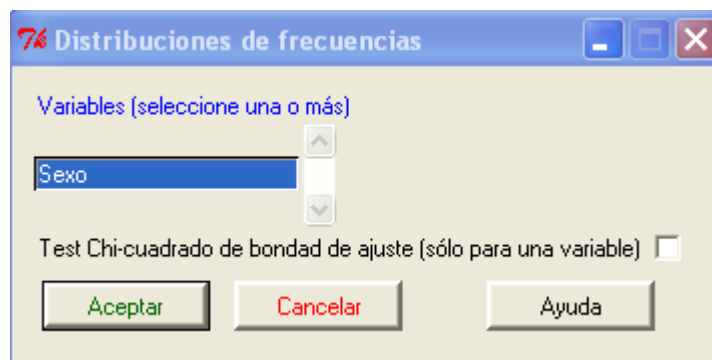 7% Distribuciones de frecuencias
Variables (seleccione una o más)
Sexo
Test Chi-cuadrado de bondad de ajuste (sólo para una variable)
Aceptar Cancelar Ayuda